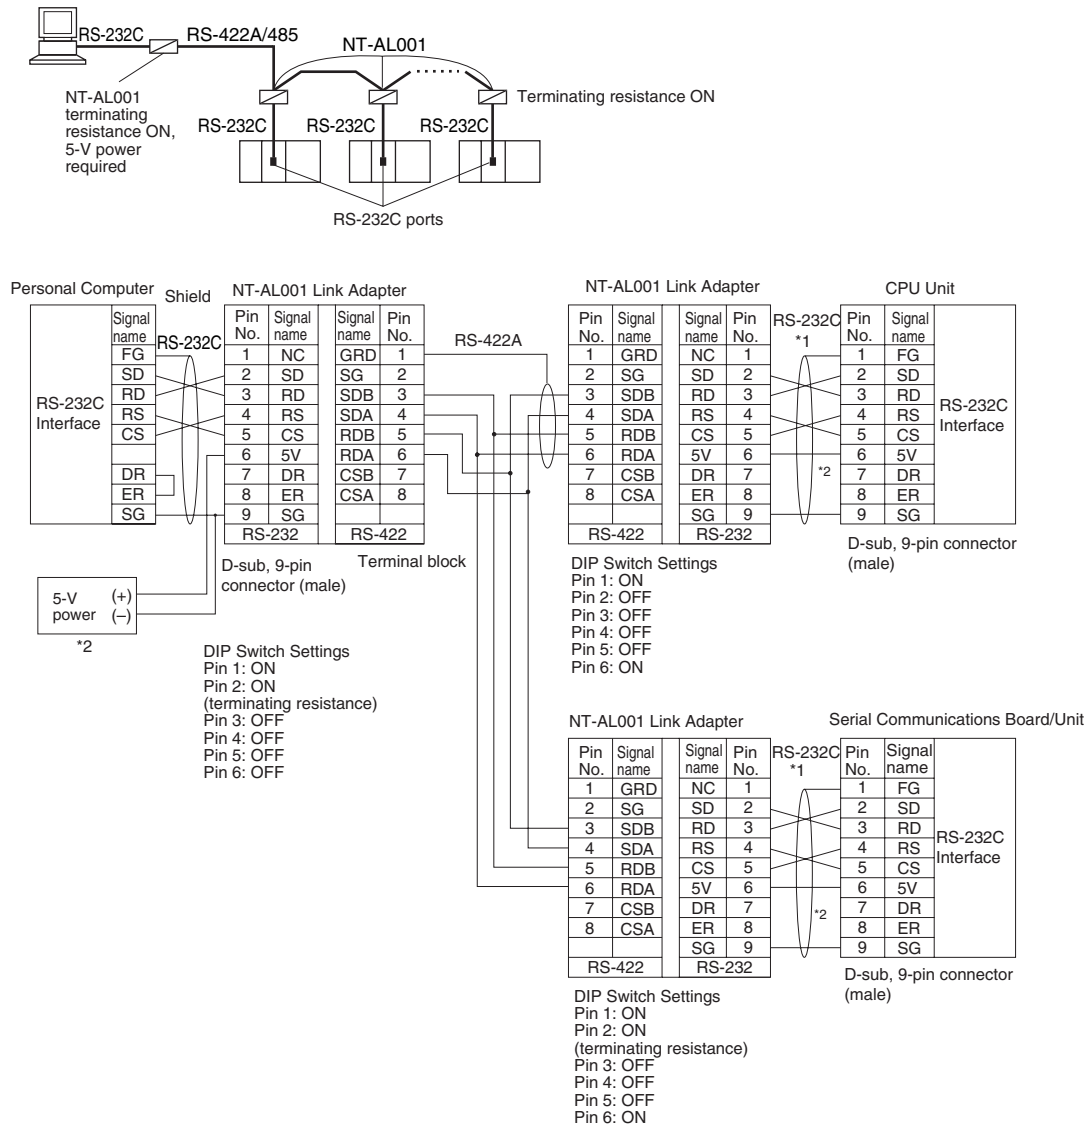 RS-232C RS-422A/485 NT-AL001
NT-AL001
terminating
resistance ON,
5-V power
required
Terminating resistance ON
RS-232C RS-232C RS-232C
RS-232C ports
Personal Computer
Shield
NT-AL001 Link Adapter
Signal name
FG
SD
RD
RS
CS
DR
ER
SG
RS-232C
Interface
RS-232C
Pin No. Signal name Signal name Pin No.
1 NC GRD 1
2 SD SG 2
3 RD SDB 3
4 RS SDA 4
5 CS RDB 5
6 5V RDA 6
7 DR CSB 7
8 ER CSA 8
9 SG
RS-232 RS-422
D-sub, 9-pin
connector (male)
Terminal block
RS-422A
5-V
power
(+)
(–)
*2
DIP Switch Settings
Pin 1: ON
Pin 2: ON
(terminating resistance)
Pin 3: OFF
Pin 4: OFF
Pin 5: OFF
Pin 6: OFF
NT-AL001 Link Adapter
CPU Unit
Pin No. Signal name Signal name Pin No.
1 GRD NC 1
2 SG SD 2
3 SDB RD 3
4 SDA RS 4
5 RDB CS 5
6 RDA 5V 6
7 CSB DR 7
8 CSA ER 8
SG 9
RS-422 RS-232
RS-232C
*1
*2
Pin No. Signal name
1 FG
2 SD
3 RD
4 RS
5 CS
6 5V
7 DR
8 ER
9 SG
RS-232C
Interface
D-sub, 9-pin connector
(male)
DIP Switch Settings
Pin 1: ON
Pin 2: OFF
Pin 3: OFF
Pin 4: OFF
Pin 5: OFF
Pin 6: ON
NT-AL001 Link Adapter
Serial Communications Board/Unit
Pin No. Signal name Signal name Pin No.
1 GRD NC 1
2 SG SD 2
3 SDB RD 3
4 SDA RS 4
5 RDB CS 5
6 RDA 5V 6
7 CSB DR 7
8 CSA ER 8
SG 9
RS-422 RS-232
RS-232C
*1
*2
Pin No. Signal name
1 FG
2 SD
3 RD
4 RS
5 CS
6 5V
7 DR
8 ER
9 SG
RS-232C
Interface
D-sub, 9-pin connector
(male)
DIP Switch Settings
Pin 1: ON
Pin 2: ON
(terminating resistance)
Pin 3: OFF
Pin 4: OFF
Pin 5: OFF
Pin 6: ON